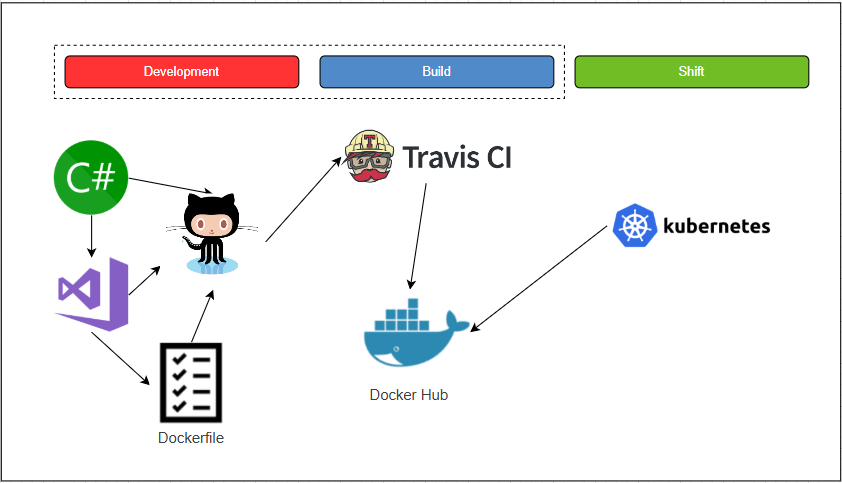 Development
Build
Shift
C#
T
Travis CI
kubernetes
Docker Hub
Dockerfile